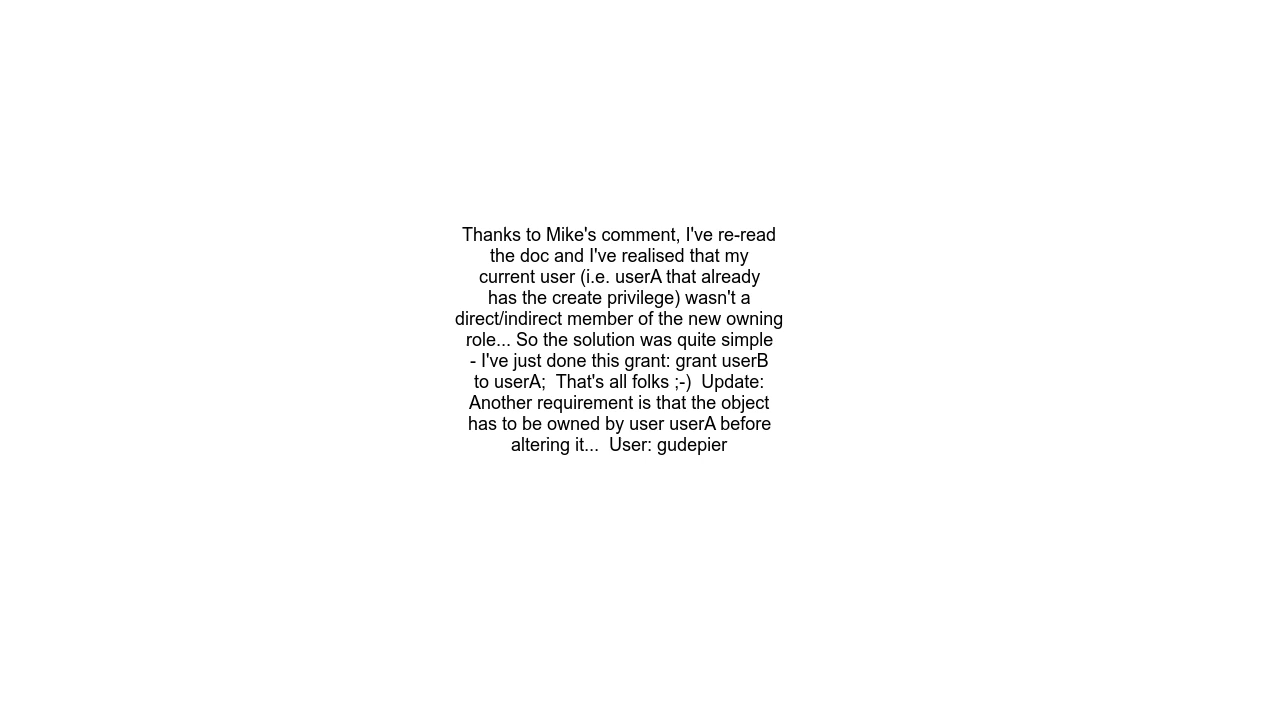 Thanks to Mike's comment, I've re-read
the doc and I've realised that my
current user (i.e. userA that already
has the create privilege) wasn't a
direct/indirect member of the new owning
role... So the solution was quite simple
- I've just done this grant: grant userB
to userA;  That's all folks ;-)  Update:
Another requirement is that the object
has to be owned by user userA before
altering it...  User: gudepier